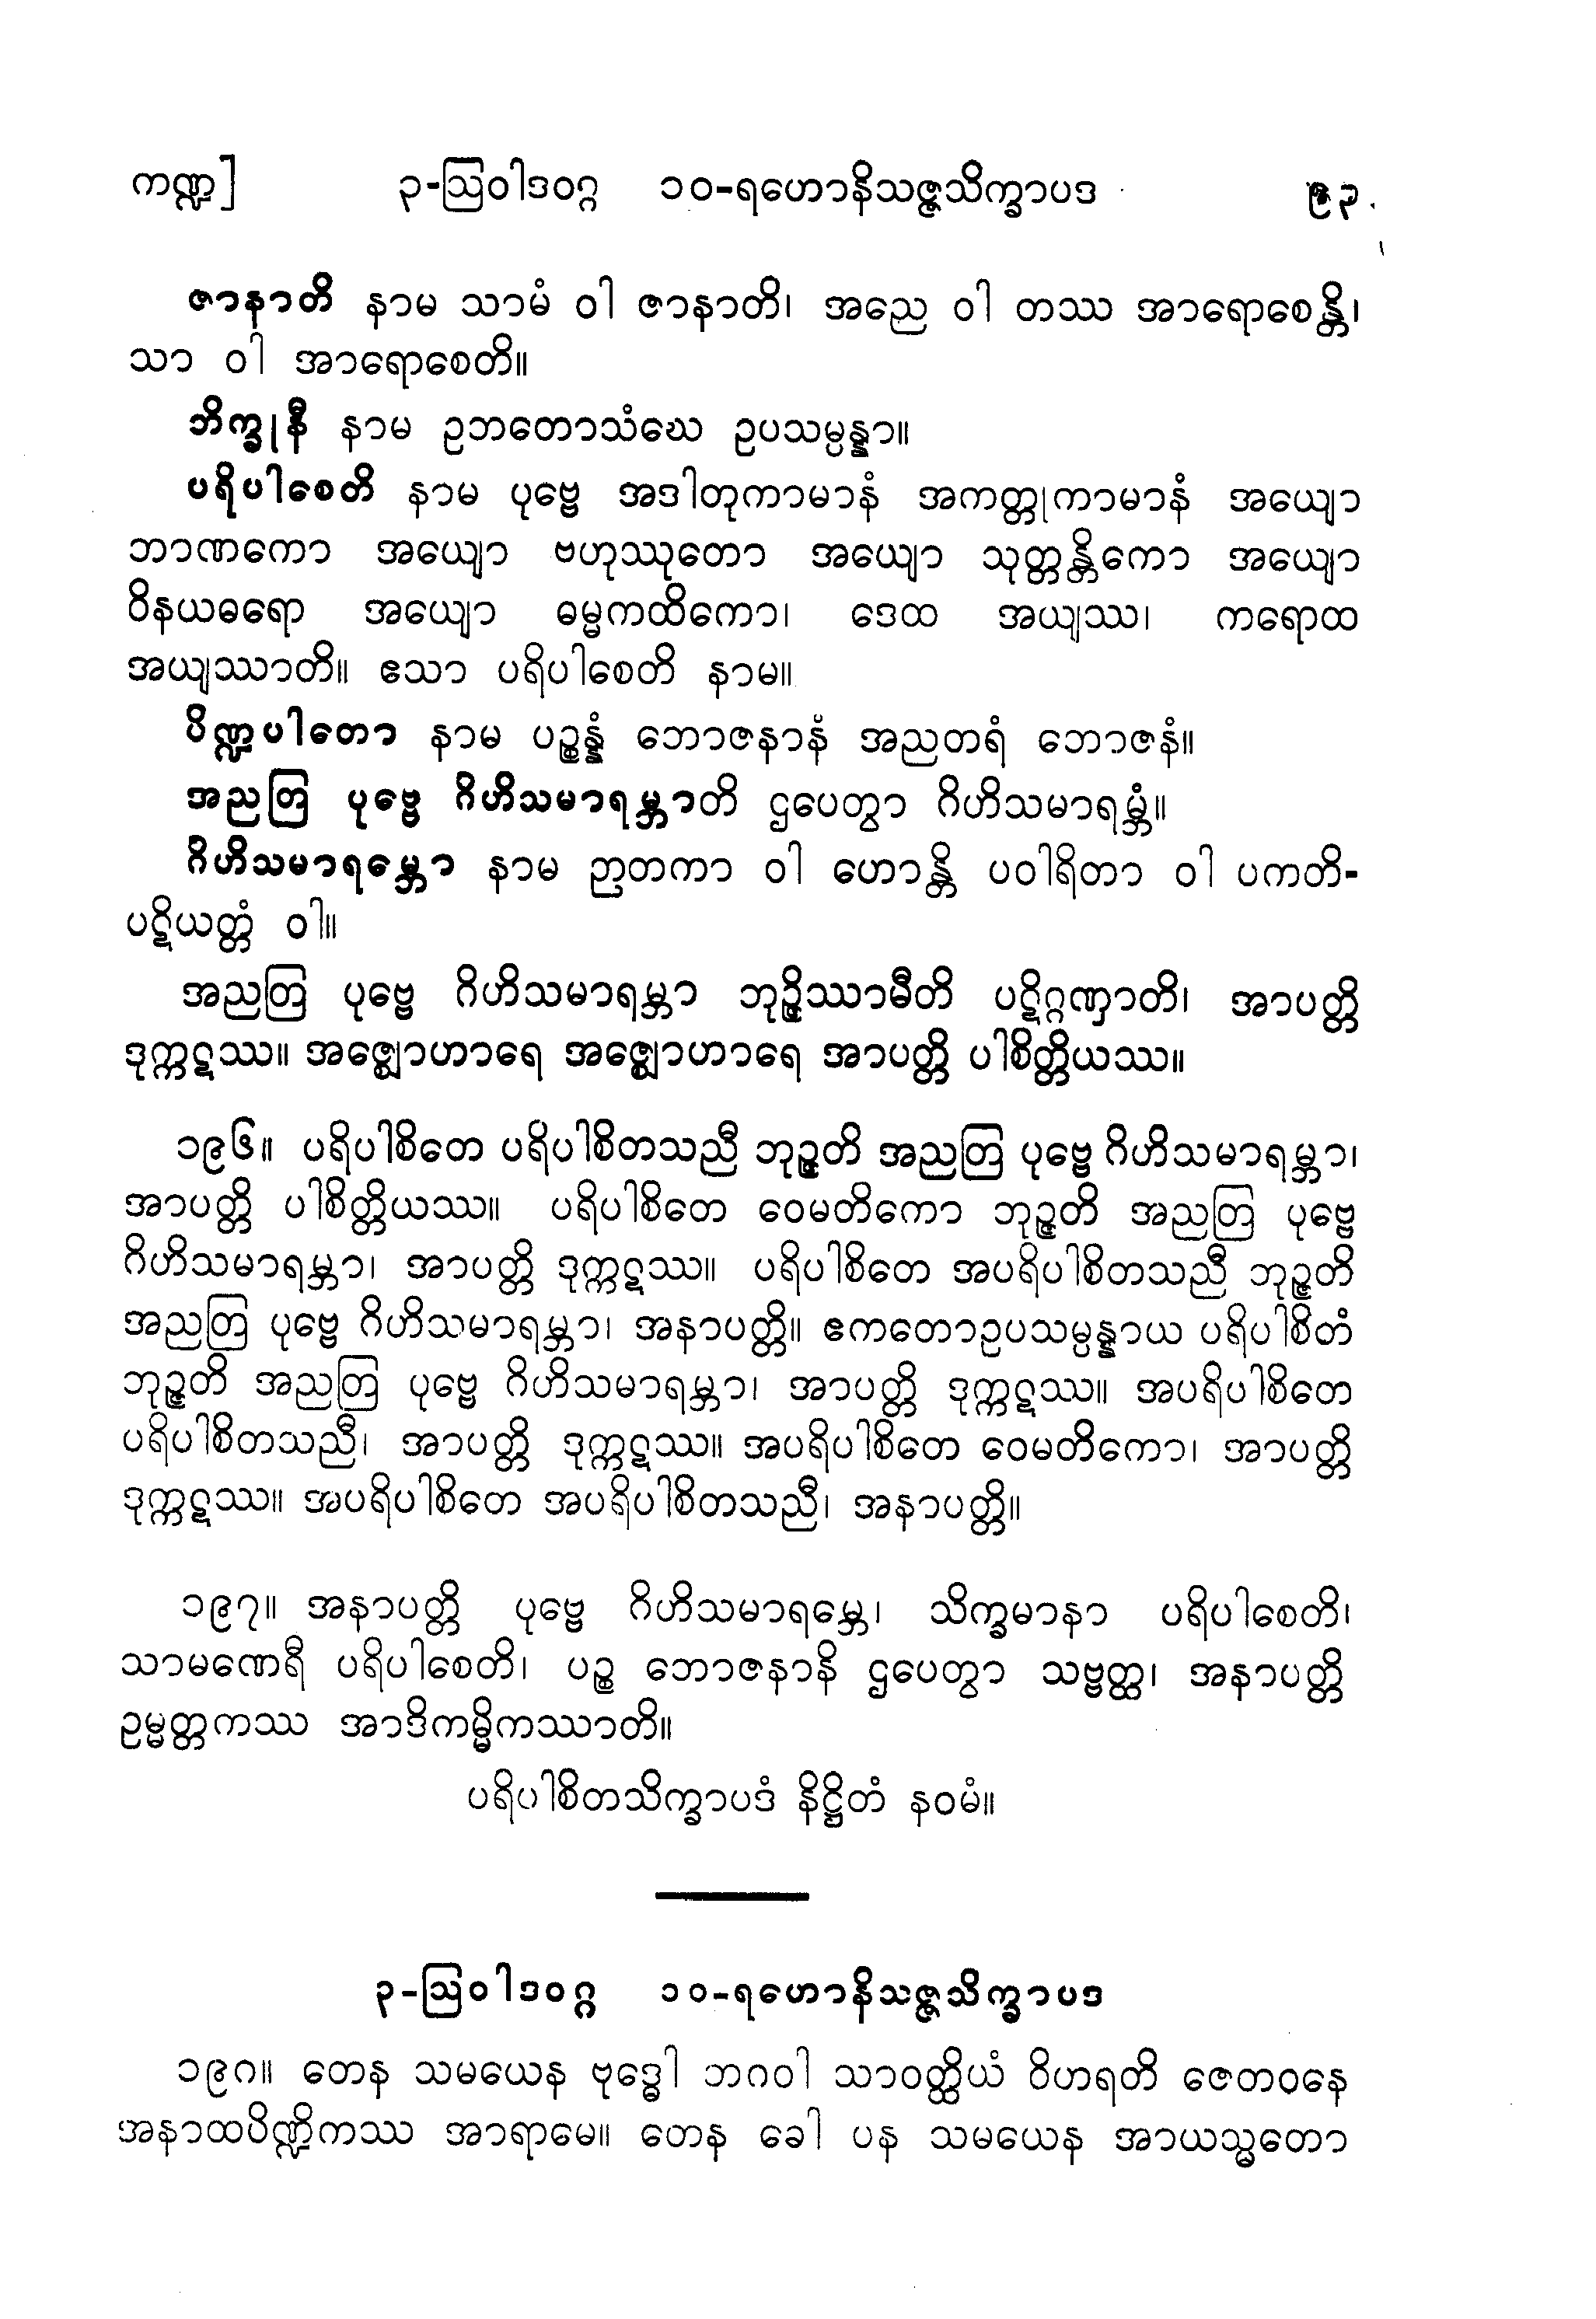 ကဏ္ဍ] ၃-ဩဝါဒဝဂ္ဂ ၁၀-ရဟောနိသဇ္ဇသိက္ခာပဒ ၉၃
ဇာနာတိ နာမ သာမံ ဝါ ဇာနာတိ၊ အညေ ဝါ တဿ အာရောစေန္တိ၊
သာ ဝါ အာရောစေတိ။
ဘိက္ခုနီ နာမ ဥဘတောသံဃေ ဥပသမ္ပန္နာ။
ပရိပါစေတိ နာမ ပုဗ္ဗေ အဒါတုကာမာနံ အကတ္တုကာမာနံ အယျော
ဘာဏကော အယျော ဗဟုဿုတော အယျော သုတ္တန္တိကော အယျော
ဝိနယဓရော အယျော ဓမ္မကထိကော၊ ဒေထ အယျဿ၊ ကရောထ
အယျဿာတိ။ ဧသာ ပရိပါစေတိ နာမ။
ပိဏ္ဍပါတော နာမ ပဉ္စန္နံ ဘောဇနာနံ အညတရံ ဘောဇနံ။
အညတြ ပုဗ္ဗေ ဂိဟိသမာရမ္ဘာတိ ဌပေတွာ ဂိဟိသမာရမ္ဘံ။
ဂိဟိသမာရမ္ဘော နာမ ဉာတကာ ဝါ ဟောန္တိ ပဝါရိတာ ဝါ ပကတိ-
ပဋိယတ္တံ ဝါ။
အညတြ ပုဗ္ဗေ ဂိဟိသမာရမ္ဘာ ဘုဉ္ဇိဿာမီတိ ပဋိဂ္ဂဏှာတိ၊ အာပတ္တိ
ဒုက္ကဋဿ။ အဇ္ဈောဟာရေ အဇ္ဈောဟာရေ အာပတ္တိ ပါစိတ္တိယဿ။
၁၉၆။ ပရိပါစိတေ ပရိပါစိတသညီ ဘုဉ္ဇတိ အညတြ ပုဗ္ဗေ ဂိဟိသမာရမ္ဘာ၊
အာပတ္တိ ပါစိတ္တိယဿ။ ပရိပါစိတေ ဝေမတိကော ဘုဉ္ဇတိ အညတြ ပုဗ္ဗေ
ဂိဟိသမာရမ္ဘာ၊ အာပတ္တိ ဒုက္ကဋဿ။ ပရိပါစိတေ အပရိပါစိတသညီ ဘုဉ္ဇတိ
အညတြ ပုဗ္ဗေ ဂိဟိသမာရမ္ဘာ၊ အနာပတ္တိ။ ဧကတောဥပသမ္ပန္နာယ ပရိပါစိတံ
ဘုဉ္ဇတိ အညတြ ပုဗ္ဗေ ဂိဟိသမာရမ္ဘာ၊ အာပတ္တိ ဒုက္ကဋဿ။ အပရိပါစိတေ
ပရိပါစိတသညီ၊ အာပတ္တိ ဒုက္ကဋဿ။ အပရိပါစိတေ ဝေမတိကော၊ အာပတ္တိ
ဒုက္ကဋဿ။ အပရိပါစိတေ အပရိပါစိတသညီ၊ အနာပတ္တိ။
၁၉၇။ အနာပတ္တိ ပုဗ္ဗေ ဂိဟိသမာရမ္ဘေ၊ သိက္ခမာနာ ပရိပါစေတိ၊
သာမဏေရီ ပရိပါစေတိ၊ ပဉ္စ ဘောဇနာနိ ဌပေတွာ သဗ္ဗတ္ထ၊ အနာပတ္တိ
ဥမ္မတ္တကဿ အာဒိကမ္မိကဿာတိ။
ပရိပါစိတသိက္ခာပဒံ နိဋ္ဌိတံ နဝမံ။
၃-ဩဝါဒဝဂ္ဂ ၁၀-ရဟောနိသဇ္ဇသိက္ခာပဒ
၁၉၈။ တေန သမယေန ဗုဒ္ဓေါ ဘဂဝါ သာဝတ္ထိယံ ဝိဟရတိ ဇေတဝနေ
အနာထပိဏ္ဍိကဿ အာရာမေ။ တေန ခေါ ပန သမယေန အာယသ္မတော